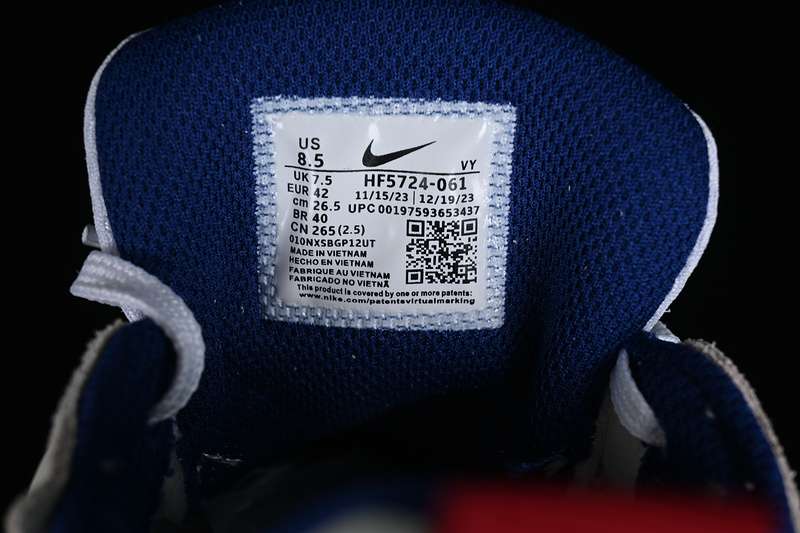 US
8.5
VY
UK 7.5
HF5724-061
EUR 42
11/15/23 | 12/19/23
cm 26.5
UPC 00197593653437
BR 40
CN 265 (2.5)
010NXSBGP12UT
MADE IN VIETNAM
HECHO EN VIETNAM
FABRIQUE AU VIETNAM
FABRICADO NO VIETNÃ
This product is covered by one or more patents:
www.nike.com/patentsvirtualmarking